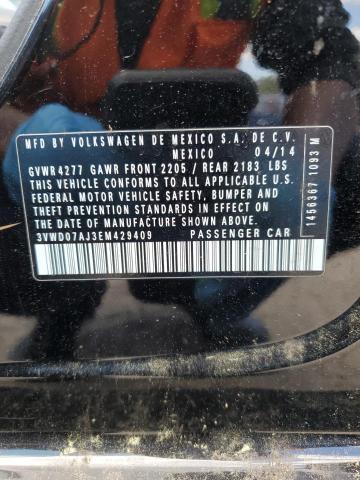 MFD BY VOLKSWAGEN DE MEXICO S.A. DE C.V.
MEXICO 04/14
GVWR 4277 GAWR FRONT 2205 / REAR 2183 LBS
THIS VEHICLE CONFORMS TO ALL APPLICABLE U.S.
FEDERAL MOTOR VEHICLE SAFETY, BUMPER AND
THEFT PREVENTION STANDARDS IN EFFECT ON
THE DATE OF MANUFACTURE SHOWN ABOVE.
3VWD07AJ3EM429409 PASSENGER CAR
1456367 1093 M